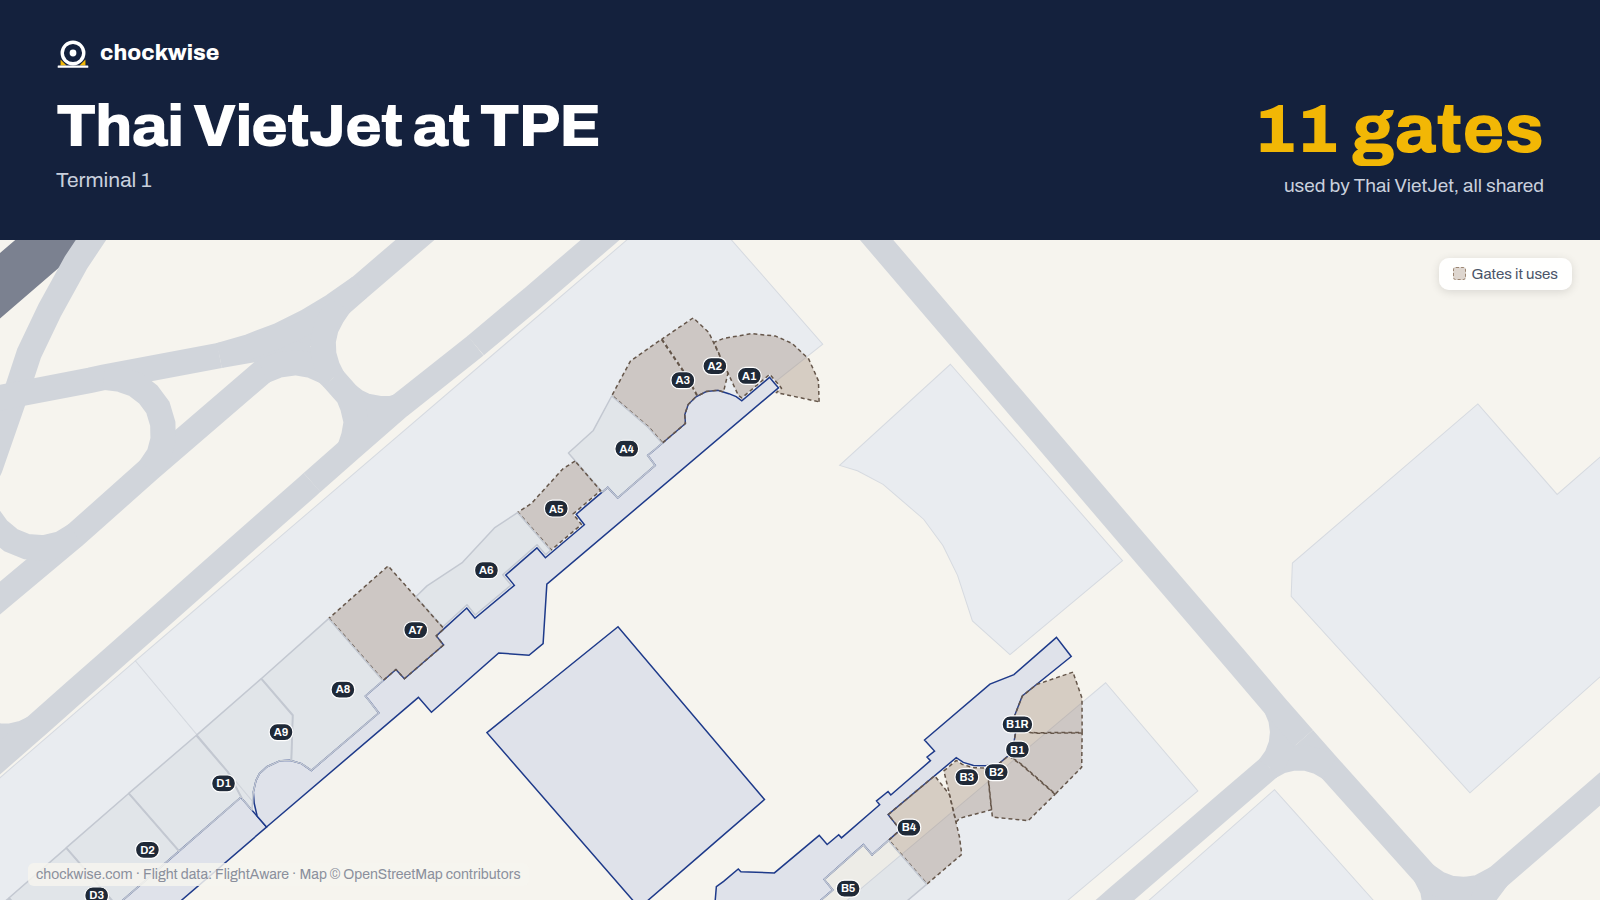 chockwise
Thai VietJet at TPE
Terminal 1
11 gates
used by Thai VietJet, all shared
Gates it uses
A1
A2
A3
A4
A5
A6
A7
A8
A9
D1
D2
D3
B1R
B1
B2
B3
B4
B5
chockwise.com · Flight data: FlightAware · Map © OpenStreetMap contributors